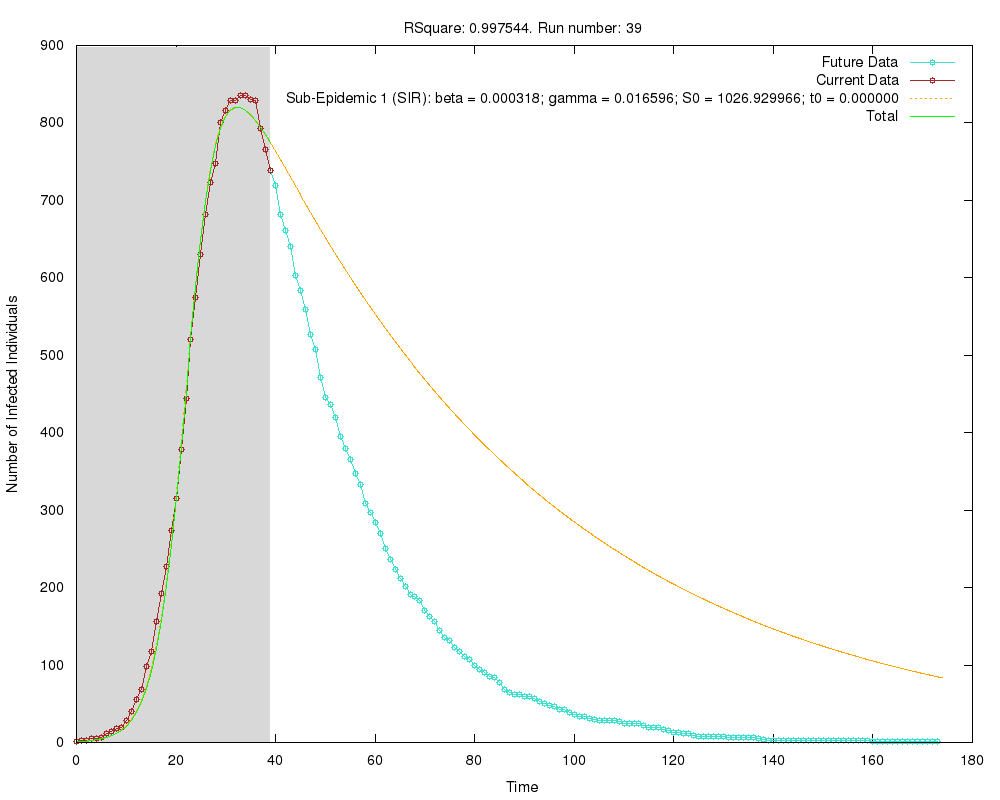 RSquare: 0.997544. Run number: 39
Future Data
Current Data
Sub-Epidemic 1 (SIR): beta = 0.000318; gamma = 0.016596; S0 = 1026.929966; t0 = 0.000000
Total
900
800
700
600
500
400
300
200
100
0
Number of Infected Individuals
0 20 40 60 80 100 120 140 160 180
Time